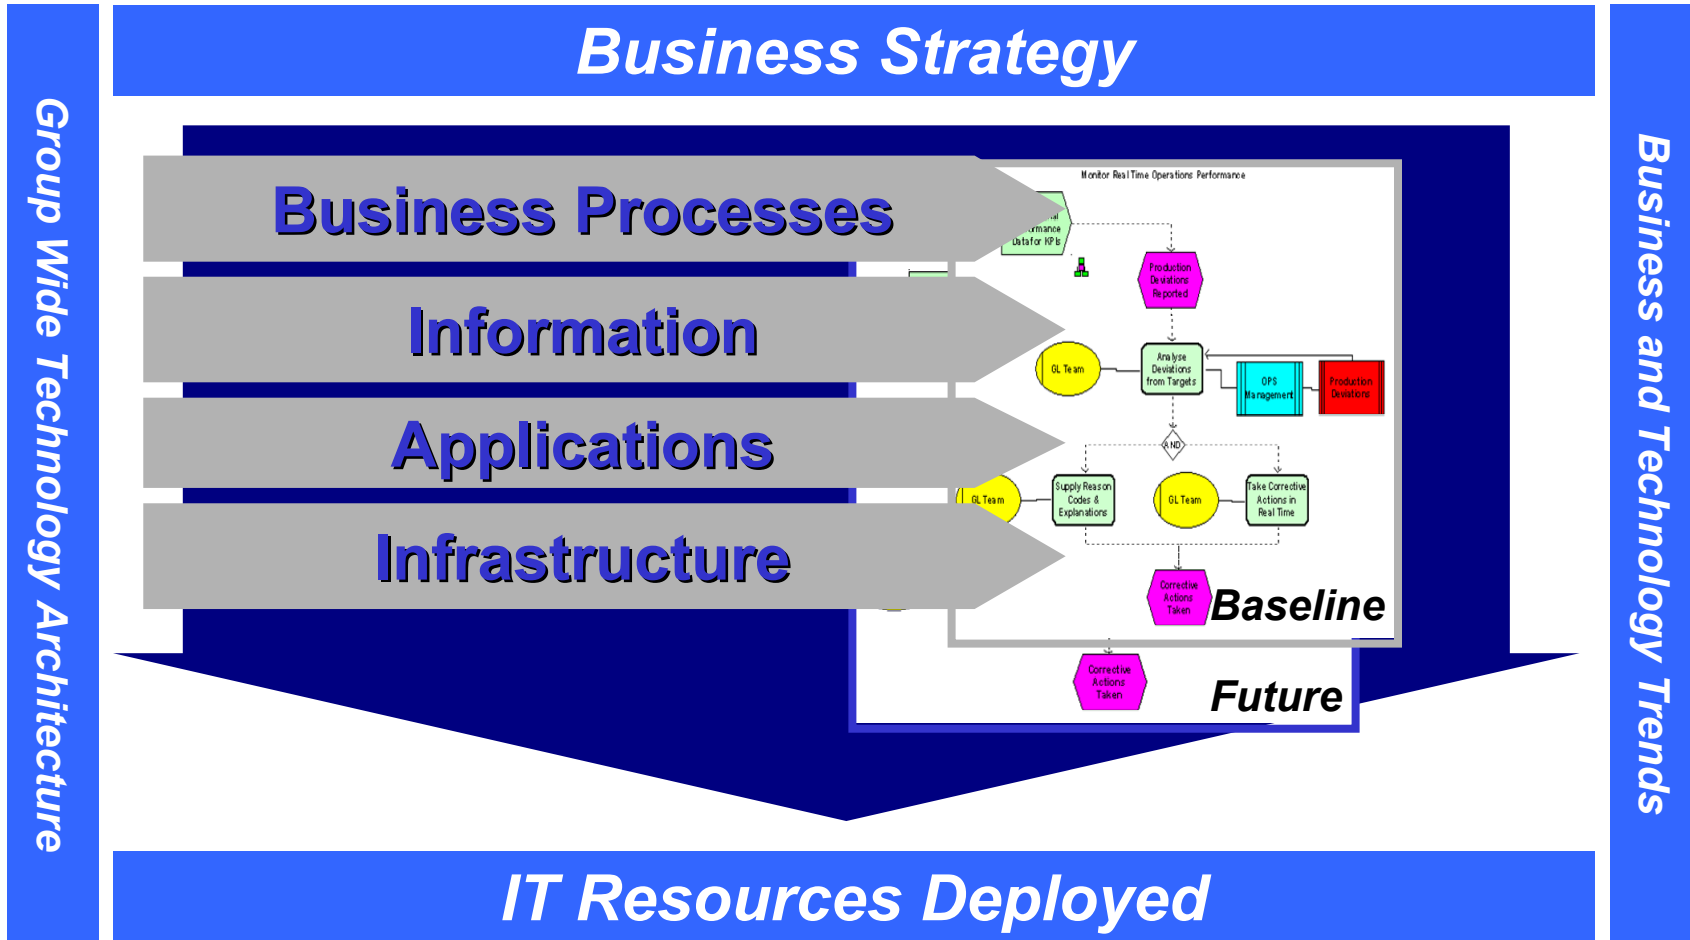 Business Strategy
Group Wide Technology Architecture
Business and Technology Trends
Business Processes
Information
Applications
Infrastructure
Monitor Real Time Operations Performance
Data for KPIs
Production
Deviations
Reported
GL Team
Analyse
Deviations
from Targets
OPS
Management
Production
Deviations
AND
GL Team
Supply Reason
Codes &
Explanations
GL Team
Take Corrective
Actions in
Real Time
Corrective
Actions
Taken
Baseline
Corrective
Actions
Taken
Future
IT Resources Deployed